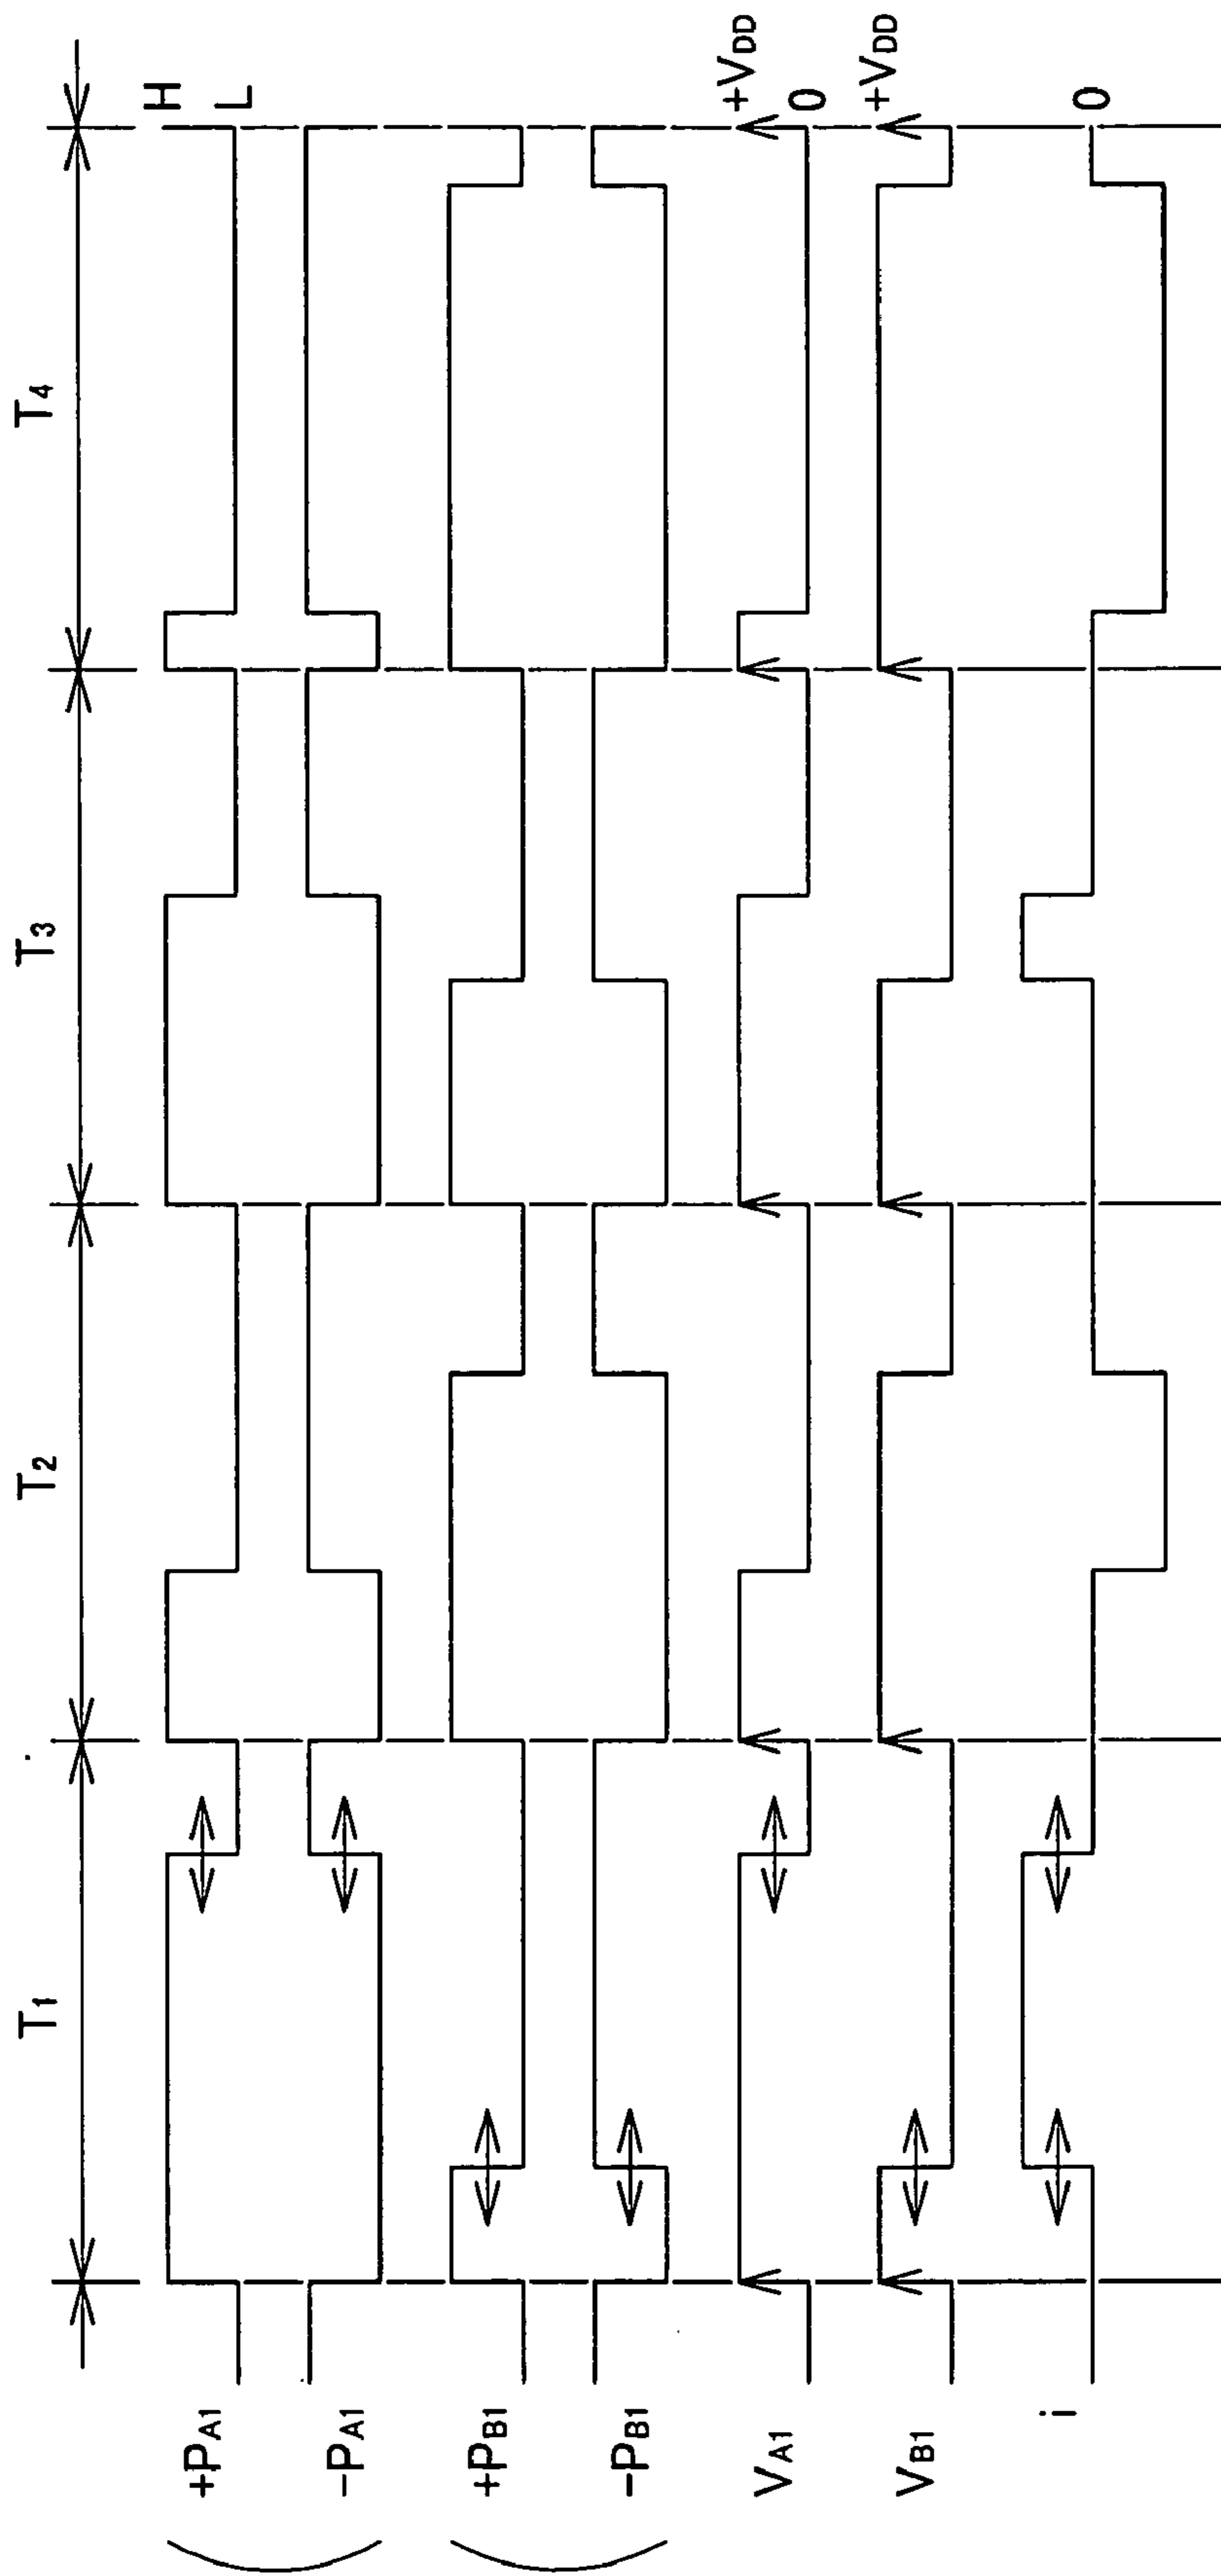 T1 T2 T3 T4
+PA1 H L
-PA1
+PB1
-PB1
VA1 +VDD 0
VB1 +VDD
i 0